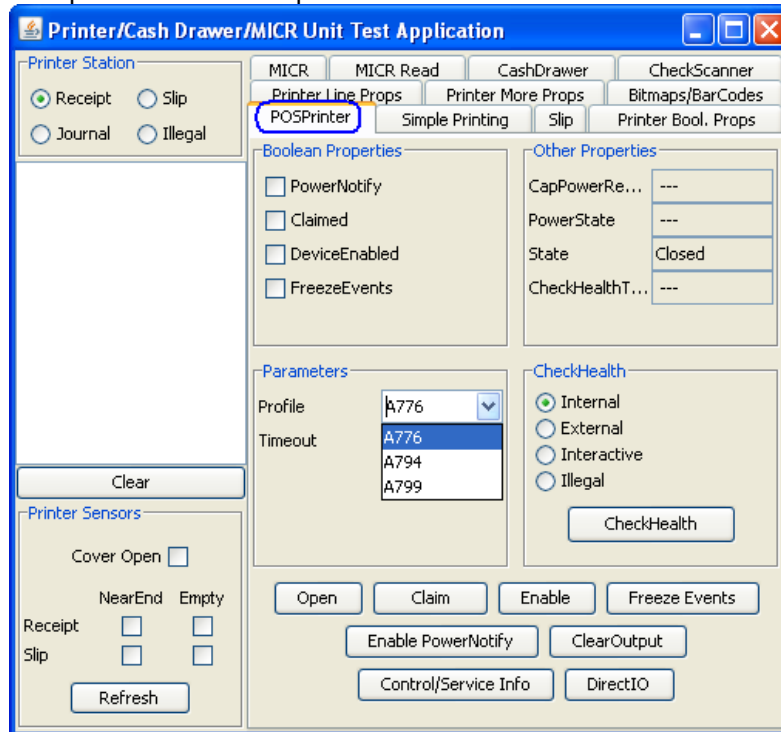 Printer/Cash Drawer/MICR Unit Test Application
Printer Station
Receipt Slip
Journal Illegal
MICR MICR Read CashDrawer CheckScanner
Printer Line Props Printer More Props Bitmaps/BarCodes
POSPrinter Simple Printing Slip Printer Bool. Props
Boolean Properties
PowerNotify
Claimed
DeviceEnabled
FreezeEvents
Other Properties
CapPowerRe... ---
PowerState ---
State Closed
CheckHealthT... ---
Parameters
Profile A776
Timeout A776
A794
A799
CheckHealth
Internal
External
Interactive
Illegal
CheckHealth
Clear
Printer Sensors
Cover Open
NearEnd Empty
Receipt
Slip
Refresh
Open Claim Enable Freeze Events
Enable PowerNotify ClearOutput
Control/Service Info DirectIO